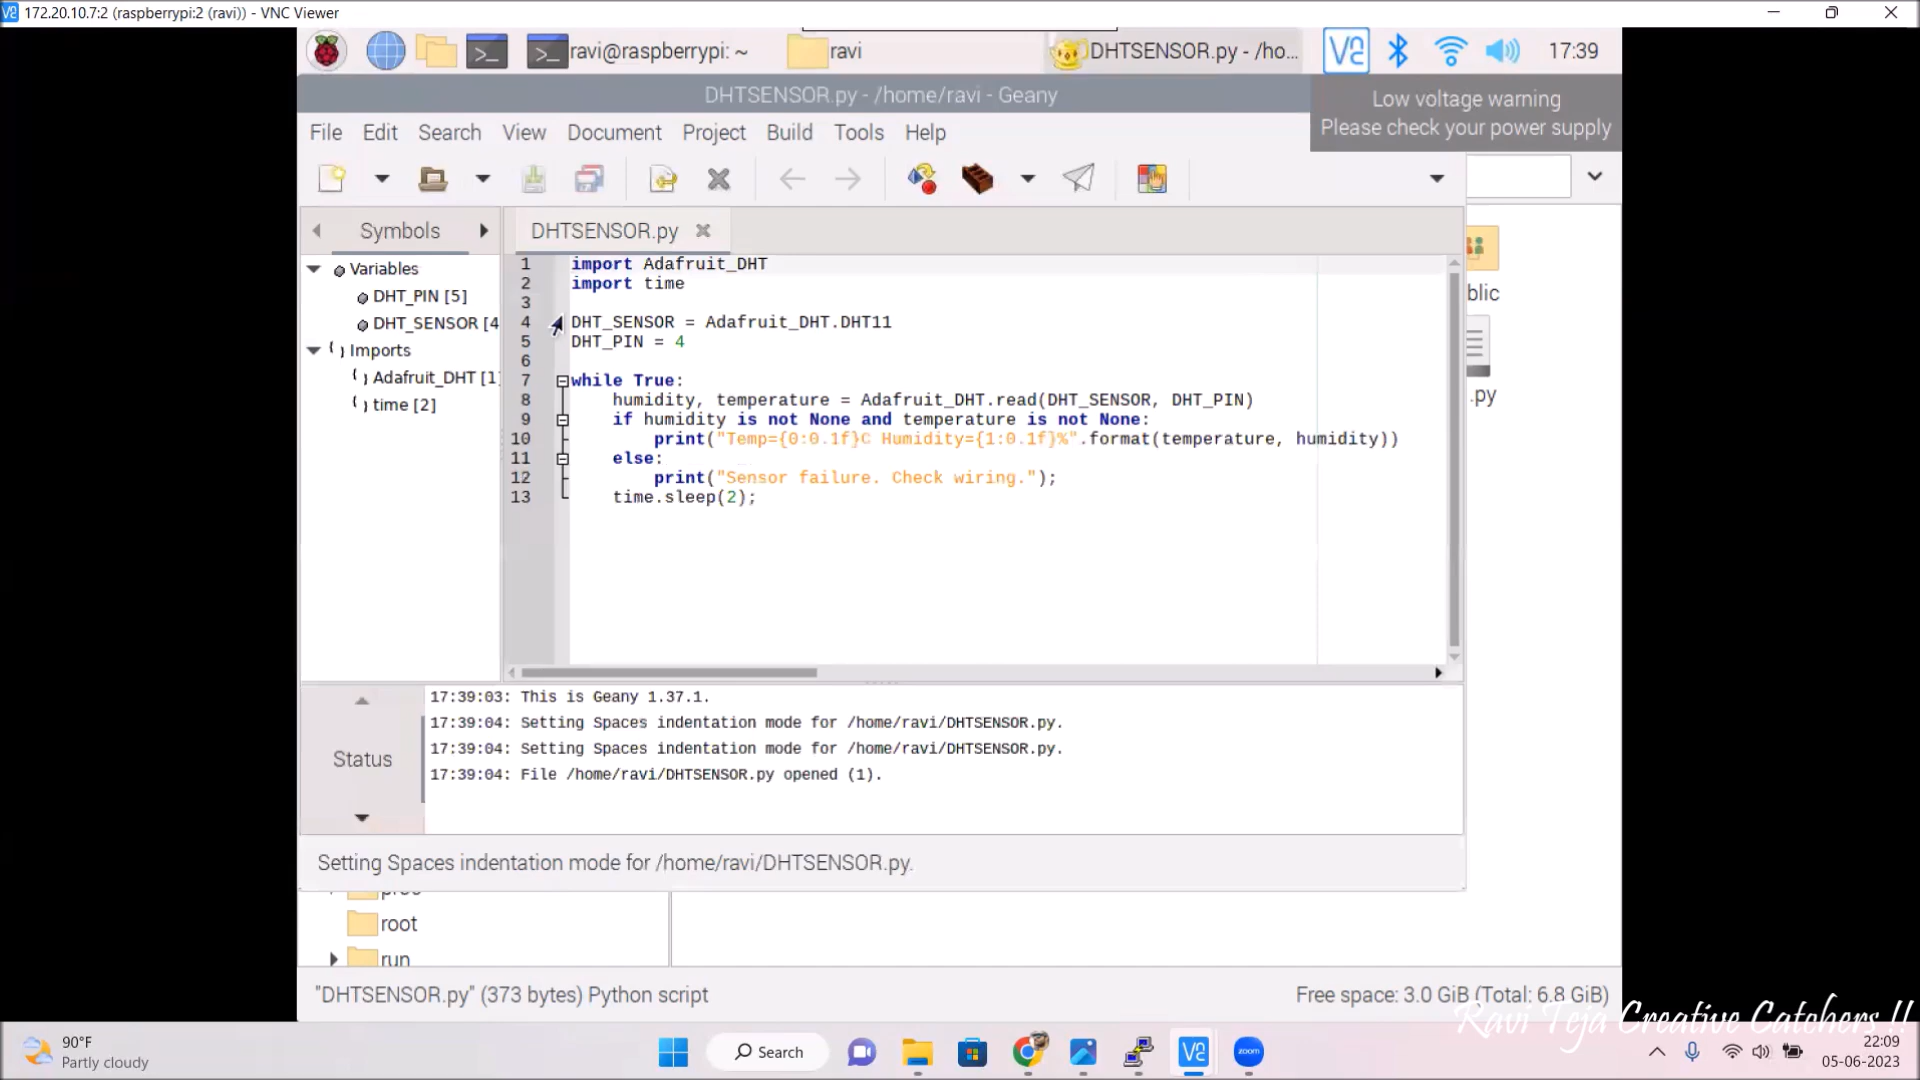 172.20.10.7:2 (raspberrypi:2 (ravi)) - VNC Viewer
ravi@raspberrypi: ~
ravi
DHTSENSOR.py - /ho...
17:39
DHTSENSOR.py - /home/ravi - Geany
Low voltage warning
Please check your power supply
File Edit Search View Document Project Build Tools Help
Symbols
DHTSENSOR.py
Variables
DHT_PIN [5]
DHT_SENSOR [4
Imports
Adafruit_DHT [1]
time [2]
1 import Adafruit_DHT
2 import time
3
4 DHT_SENSOR = Adafruit_DHT.DHT11
5 DHT_PIN = 4
6
7 while True:
8 humidity, temperature = Adafruit_DHT.read(DHT_SENSOR, DHT_PIN)
9 if humidity is not None and temperature is not None:
10 print("Temp={0:0.1f}C Humidity={1:0.1f}%".format(temperature, humidity))
11 else:
12 print("Sensor failure. Check wiring.");
13 time.sleep(2);
blic
.py
Status
17:39:03: This is Geany 1.37.1.
17:39:04: Setting Spaces indentation mode for /home/ravi/DHTSENSOR.py.
17:39:04: Setting Spaces indentation mode for /home/ravi/DHTSENSOR.py.
17:39:04: File /home/ravi/DHTSENSOR.py opened (1).
Setting Spaces indentation mode for /home/ravi/DHTSENSOR.py.
root
run
"DHTSENSOR.py" (373 bytes) Python script
Free space: 3.0 GiB (Total: 6.8 GiB)
Ravi Teja Creative Catchers !!
90°F
Partly cloudy
Search
zoom
22:09
05-06-2023